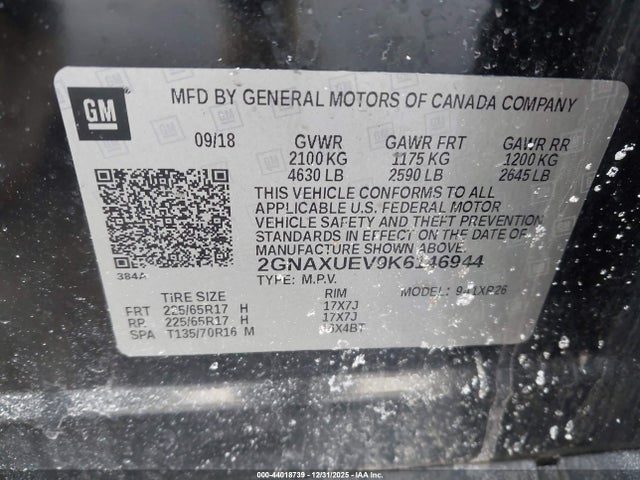 GM
MFD BY GENERAL MOTORS OF CANADA COMPANY
09/18 GVWR GAWR FRT GAWR RR
2100 KG 1175 KG 1200 KG
4630 LB 2590 LB 2645 LB
THIS VEHICLE CONFORMS TO ALL
APPLICABLE U.S. FEDERAL MOTOR
VEHICLE SAFETY AND THEFT PREVENTION
STANDARDS IN EFFECT ON THE DATE OF
MANUFACTURE SHOWN ABOVE.
2GNAXUEV9K6146944
384A
TYPE: M.P.V. MODEL:
TIRE SIZE RIM
FRT 225/65R17 H 17X7J
RR 225/65R17 H 17X7J
SPA T135/70R16 M
000-44018739 - 12/31/2025 - IAA Inc.